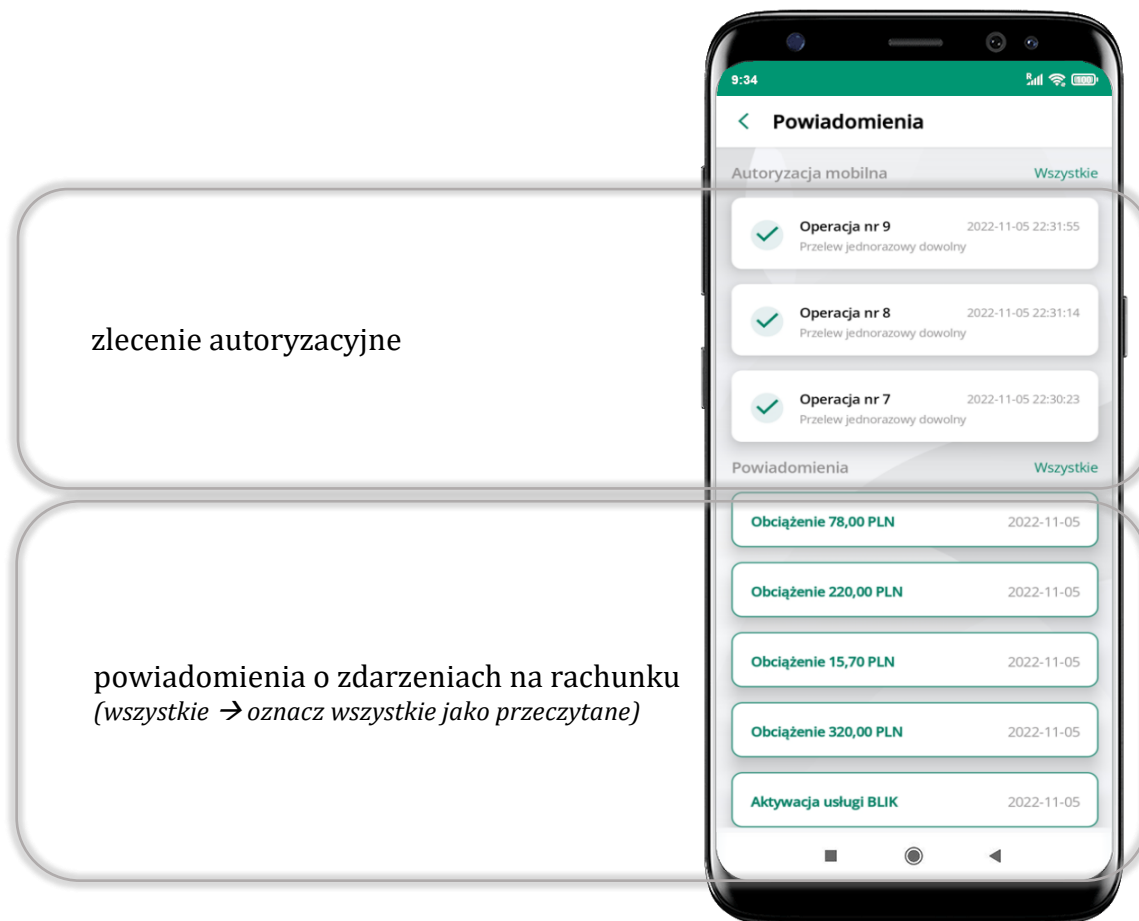 9:34
Powiadomienia
Autoryzacja mobilna Wszystkie
Operacja nr 9 2022-11-05 22:31:55
Przelew jednorazowy dowolny
zlecenie autoryzacyjne
Operacja nr 8 2022-11-05 22:31:14
Przelew jednorazowy dowolny
Operacja nr 7 2022-11-05 22:30:23
Przelew jednorazowy dowolny
Powiadomienia Wszystkie
Obciążenie 78,00 PLN 2022-11-05
Obciążenie 220,00 PLN 2022-11-05
powiadomienia o zdarzeniach na rachunku
(wszystkie → oznacz wszystkie jako przeczytane)
Obciążenie 15,70 PLN 2022-11-05
Obciążenie 320,00 PLN 2022-11-05
Aktywacja usługi BLIK 2022-11-05